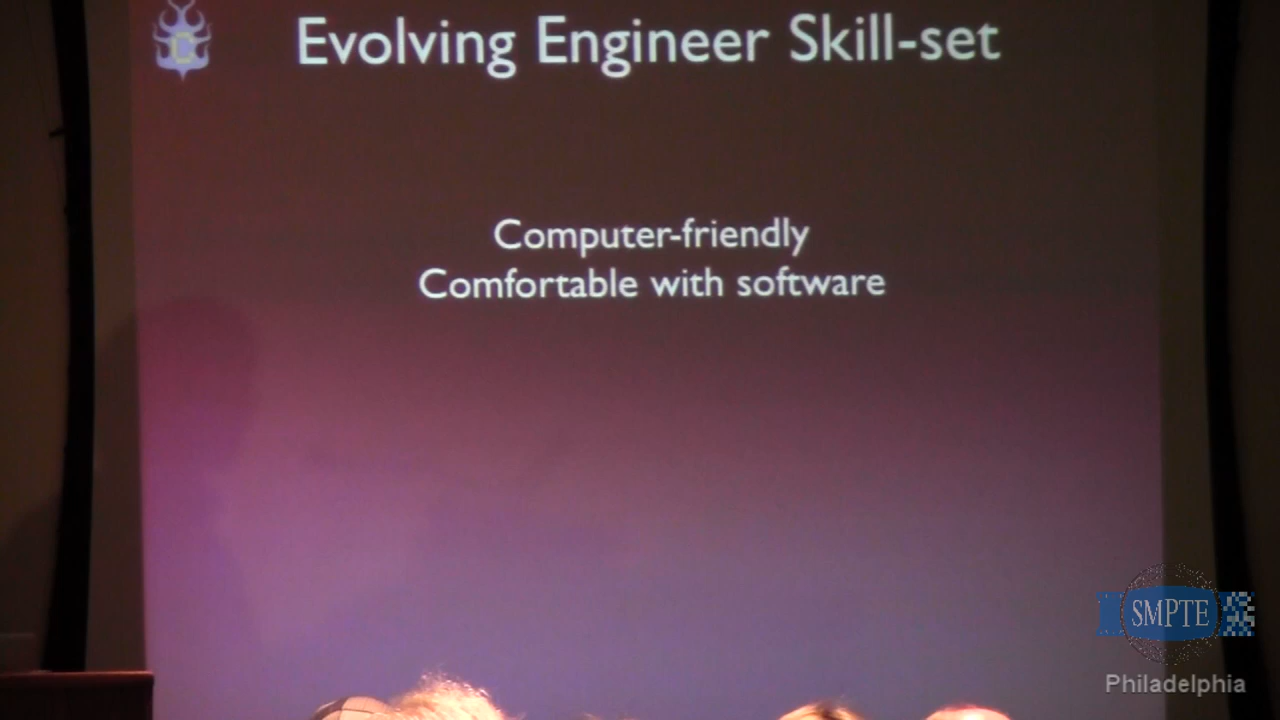 Evolving Engineer Skill-set
Computer-friendly
Comfortable with software
SMPTE
Philadelphia